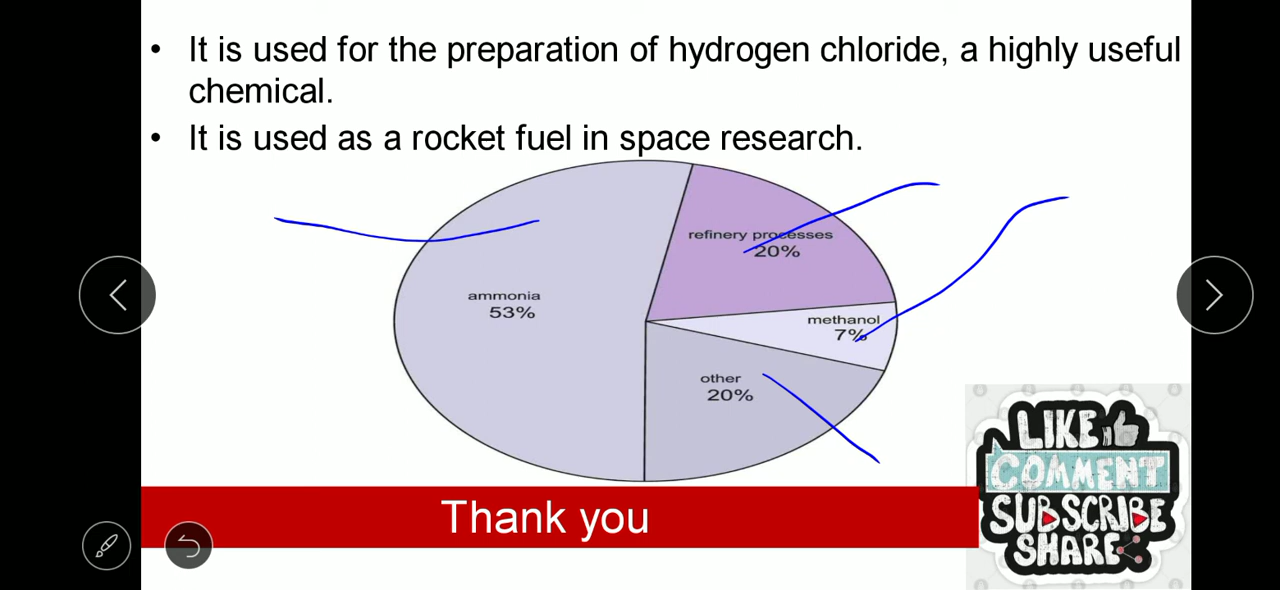 • It is used for the preparation of hydrogen chloride, a highly useful
chemical.
• It is used as a rocket fuel in space research.
refinery processes
20%
ammonia
53%
methanol
7%
other
20%
Thank you
LIKE
COMMENT
SUBSCRIBE
SHARE